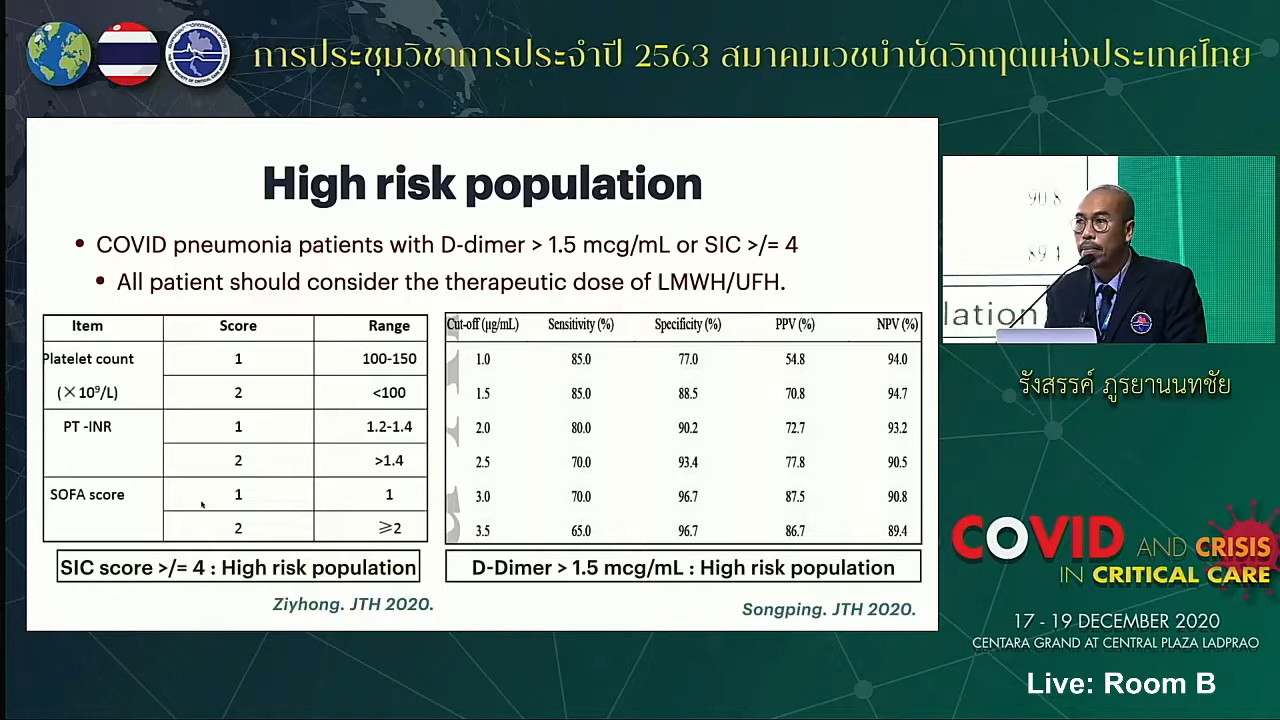 การประชุมวิชาการประจำปี 2563 สมาคมเวชบำบัดวิกฤตแห่งประเทศไทย
High risk population
• COVID pneumonia patients with D-dimer > 1.5 mcg/mL or SIC >/= 4
• All patient should consider the therapeutic dose of LMWH/UFH.
Item Score Range
Platelet count 1 100-150
(×10⁹/L) 2 <100
PT -INR 1 1.2-1.4
2 >1.4
SOFA score 1 1
2 ⩾2
SIC score >/= 4 : High risk population
Ziyhong. JTH 2020.
Cut-off (µg/mL) Sensitivity (%) Specificity (%) PPV (%) NPV (%)
1.0 85.0 77.0 54.8 94.0
1.5 85.0 88.5 70.8 94.7
2.0 80.0 90.2 72.7 93.2
2.5 70.0 93.4 77.8 90.5
3.0 70.0 96.7 87.5 90.8
3.5 65.0 96.7 86.7 89.4
D-Dimer > 1.5 mcg/mL : High risk population
Songping. JTH 2020.
90.8
89.4
lation
รังสรรค์ ภูรยานนทชัย
COVID AND CRISIS
IN CRITICAL CARE
17 - 19 DECEMBER 2020
CENTARA GRAND AT CENTRAL PLAZA LADPRAO
Live: Room B